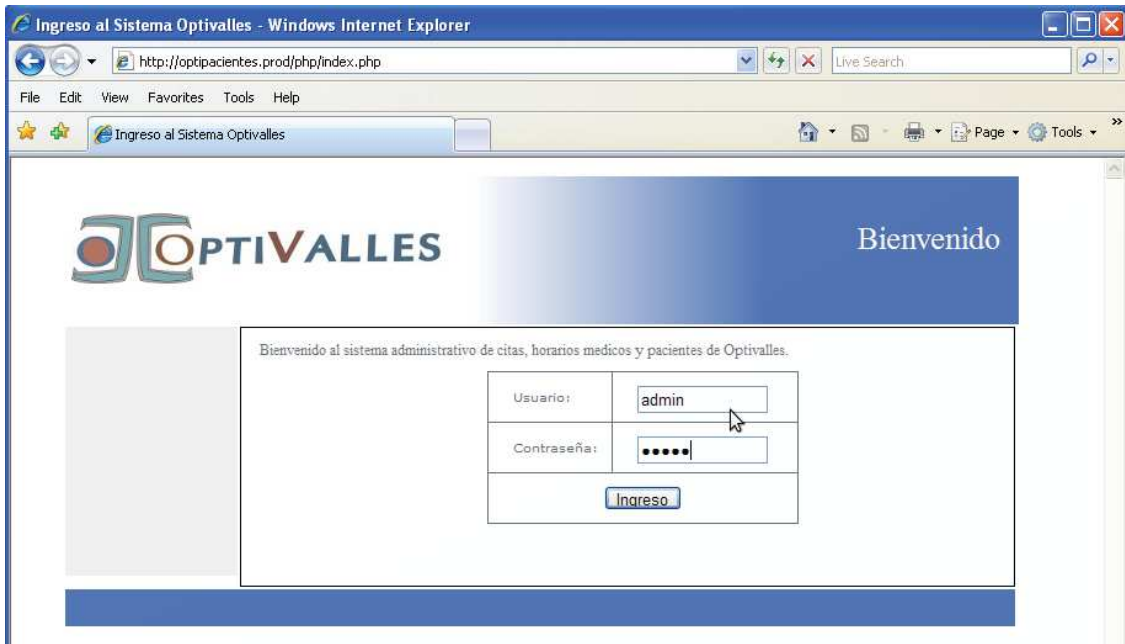 Ingreso al Sistema Optivalles - Windows Internet Explorer
http://optipacientes.prod/php/index.php
Live Search
File Edit View Favorites Tools Help
Ingreso al Sistema Optivalles
Page Tools »
OPTIVALLES
Bienvenido
Bienvenido al sistema administrativo de citas, horarios medicos y pacientes de Optivalles.
Usuario: admin
Contraseña: •••••
Ingreso